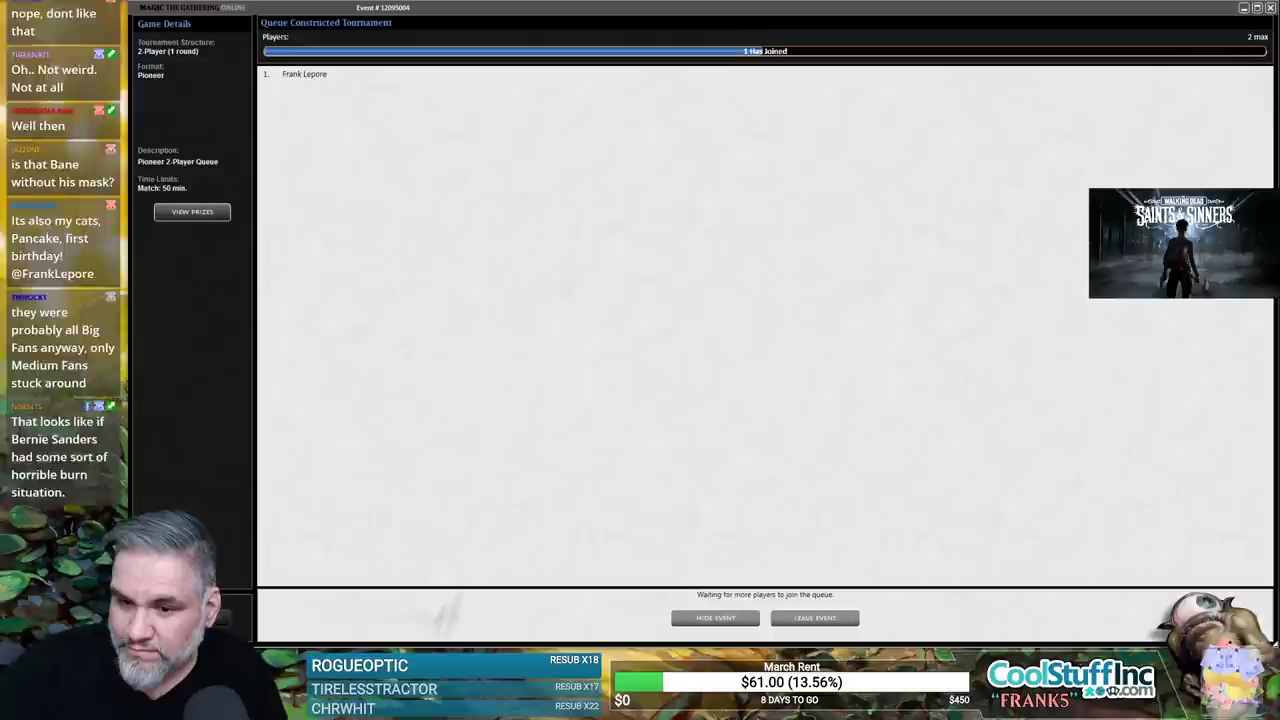 nope, dont like
that
Oh.. Not weird.
Not at all
Well then
is that Bane
without his mask?
Its also my cats,
Pancake, first
birthday!
@FrankLepore
they were
probably all Big
Fans anyway, only
Medium Fans
stuck around
That looks like if
Bernie Sanders
had some sort of
horrible burn
situation.
MAGIC THE GATHERING ONLINE
Event # 12095004
Game Details
Tournament Structure:
2-Player (1 round)
Format:
Pioneer
Description:
Pioneer 2-Player Queue
Time Limits:
Match: 50 min.
VIEW PRIZES
Queue Constructed Tournament
Players:
2 max
1 Has Joined
1. Frank Lepore
THE WALKING DEAD
SAINTS & SINNERS
Waiting for more players to join the queue.
HIDE EVENT
LEAVE EVENT
ROGUEOPTIC RESUB X18
TIRELESSTRACTOR RESUB X17
CHRWHIT RESUB X22
March Rent
$61.00 (13.56%)
$0 8 DAYS TO GO $450
CoolStuffInc
.com
"FRANK5"